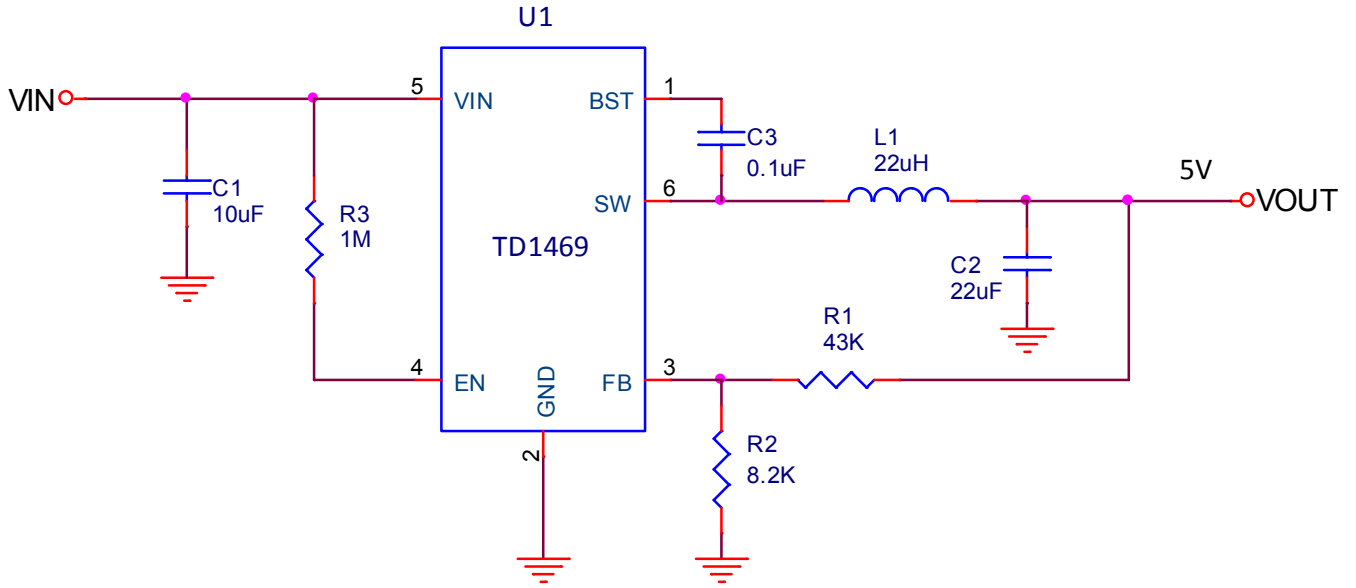 U1
VIN
5
VIN
BST
1
C3
0.1uF
L1
22uH
5V
VOUT
C1
10uF
R3
1M
SW
6
TD1469
C2
22uF
R1
43K
4
EN
GND
2
FB
3
R2
8.2K